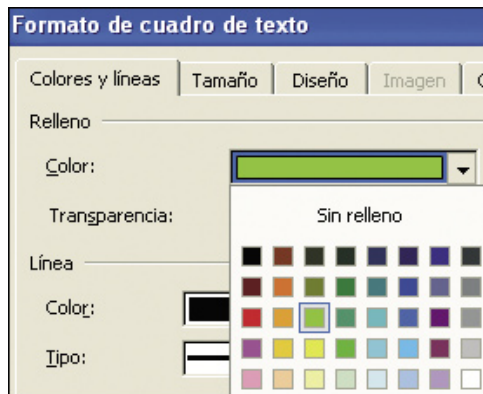 Formato de cuadro de texto
Colores y líneas Tamaño Diseño Imagen
Relleno
Color:
Transparencia:
Sin relleno
Línea
Color:
Tipo: